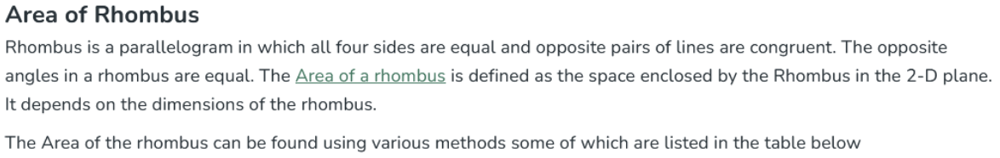 Area of Rhombus
Rhombus is a parallelogram in which all four sides are equal and opposite pairs of lines are congruent. The opposite
angles in a rhombus are equal. The Area of a rhombus is defined as the space enclosed by the Rhombus in the 2-D plane.
It depends on the dimensions of the rhombus.
The Area of the rhombus can be found using various methods some of which are listed in the table below